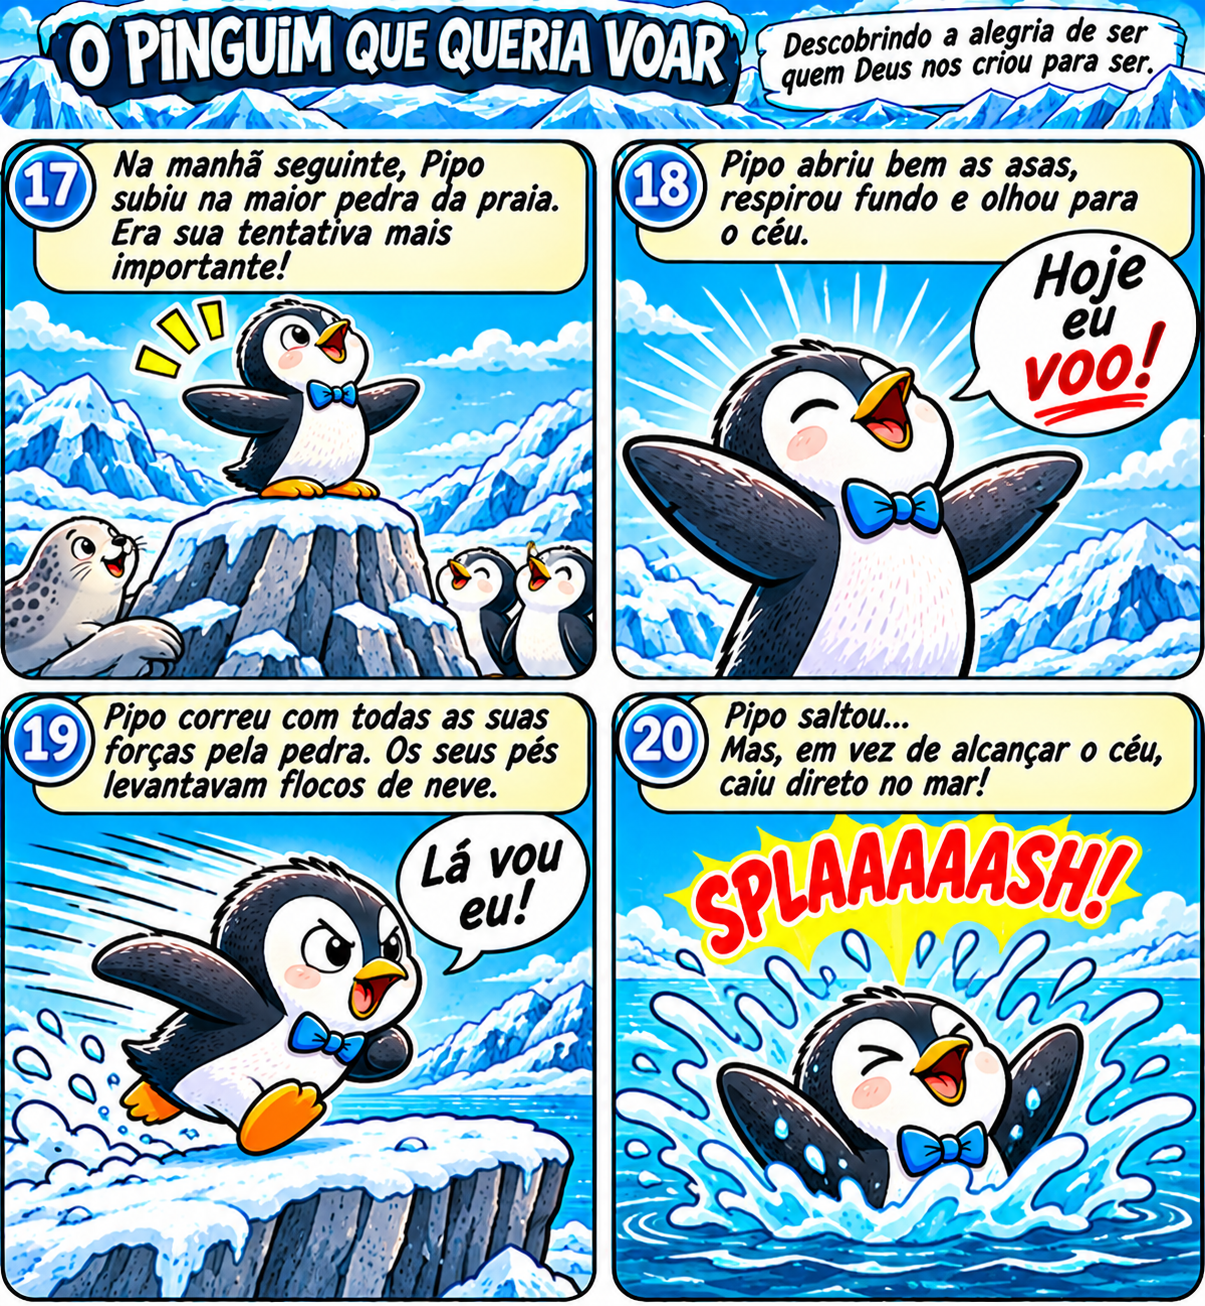 O PINGUIM QUE QUERIA VOAR
Descobrindo a alegria de ser
quem Deus nos criou para ser.
17
Na manhã seguinte, Pipo
subiu na maior pedra da praia.
Era sua tentativa mais
importante!
18
Pipo abriu bem as asas,
respirou fundo e olhou para
o céu.
Hoje
eu
voo!
19
Pipo correu com todas as suas
forças pela pedra. Os seus pés
levantavam flocos de neve.
Lá vou
eu!
20
Pipo saltou...
Mas, em vez de alcançar o céu,
caiu direto no mar!
SPLAAAAASH!